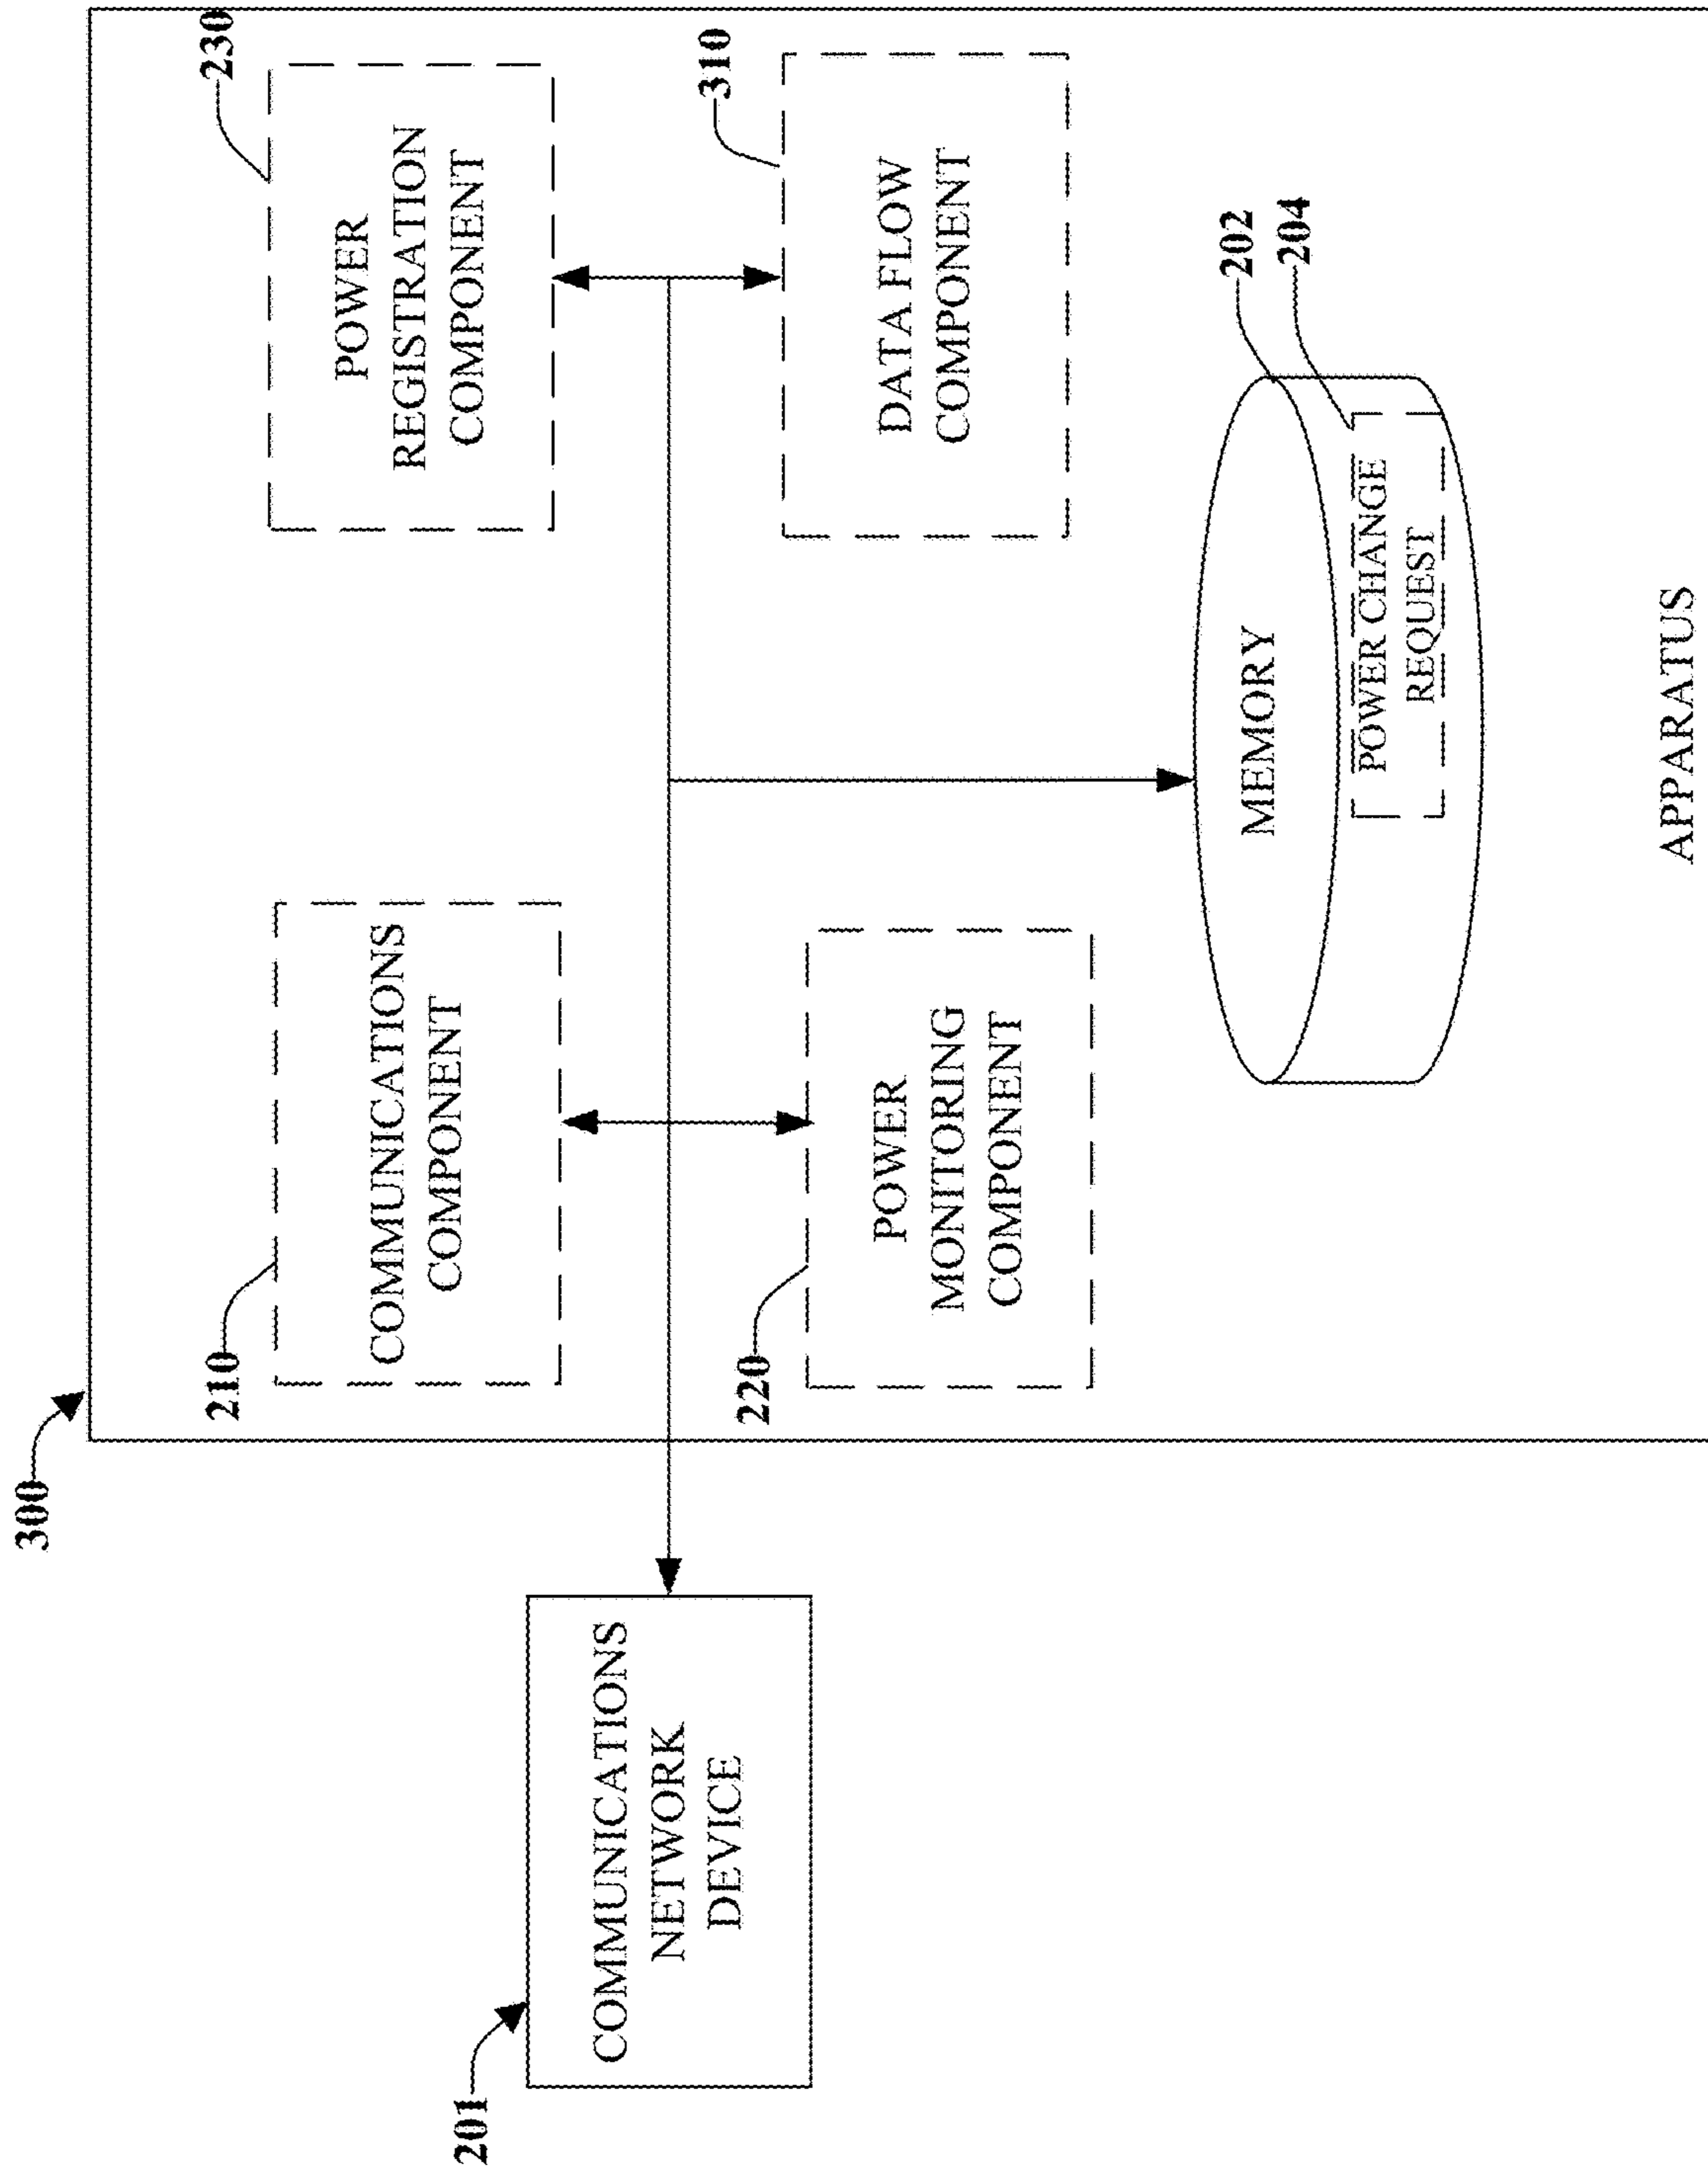 300
201
COMMUNICATIONS
NETWORK
DEVICE
210
COMMUNICATIONS
COMPONENT
230
POWER
REGISTRATION
COMPONENT
220
POWER
MONITORING
COMPONENT
310
DATA FLOW
COMPONENT
202
204
MEMORY
POWER CHANGE
REQUEST
APPARATUS